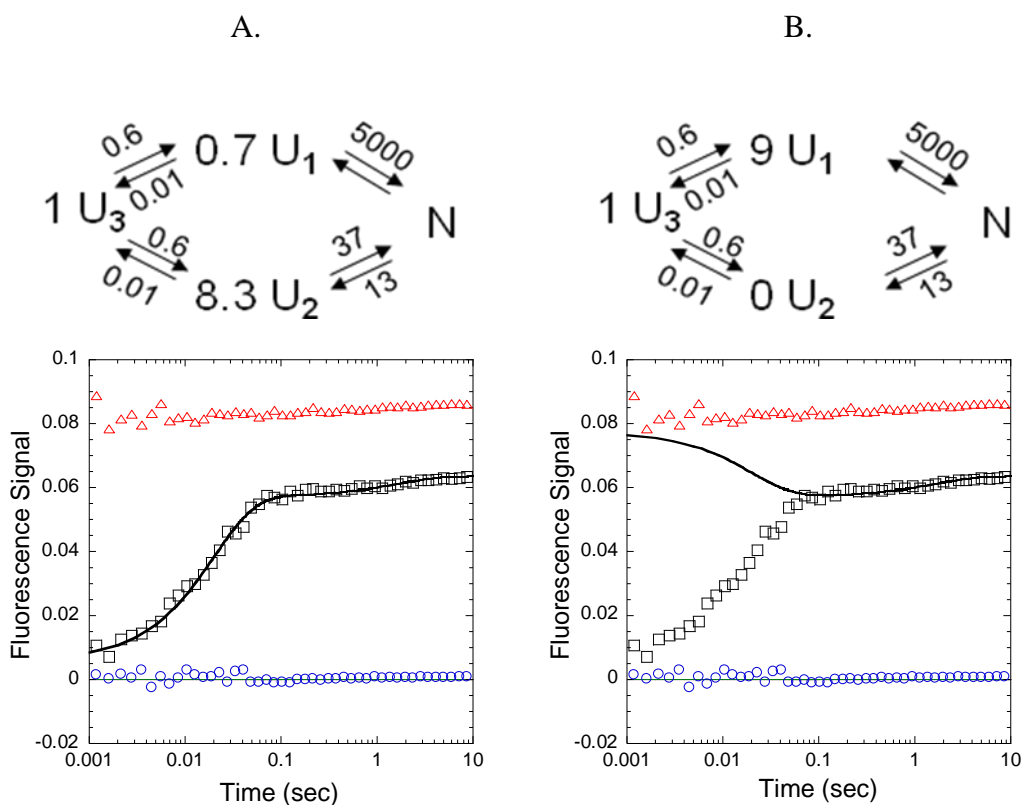 A.
B.
0.6
0.7 U1
5000
0.01
1 U3
N
0.6
37
0.01
8.3 U2
13
0.6
9 U1
5000
0.01
1 U3
N
0.6
37
0.01
0 U2
13
0.1
0.08
0.06
0.04
0.02
0
-0.02
Fluorescence Signal
0.001 0.01 0.1 1 10
Time (sec)
0.1
0.08
0.06
0.04
0.02
0
-0.02
Fluorescence Signal
0.001 0.01 0.1 1 10
Time (sec)